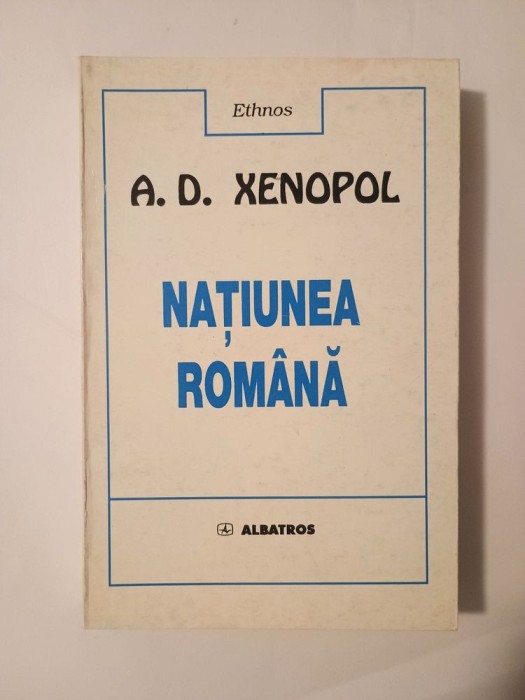 Ethnos
A. D. XENOPOL
NAȚIUNEA
ROMÂNĂ
ALBATROS